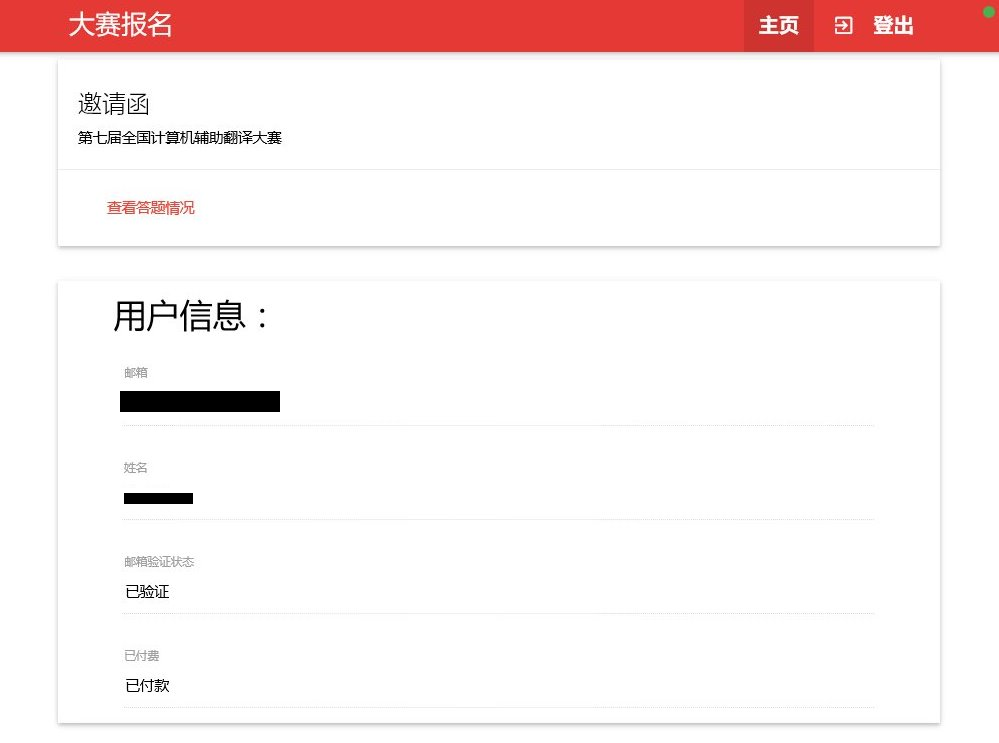 大赛报名
主页
登出
邀请函
第七届全国计算机辅助翻译大赛
查看答题情况
用户信息：
邮箱
姓名
邮箱验证状态
已验证
已付费
已付款